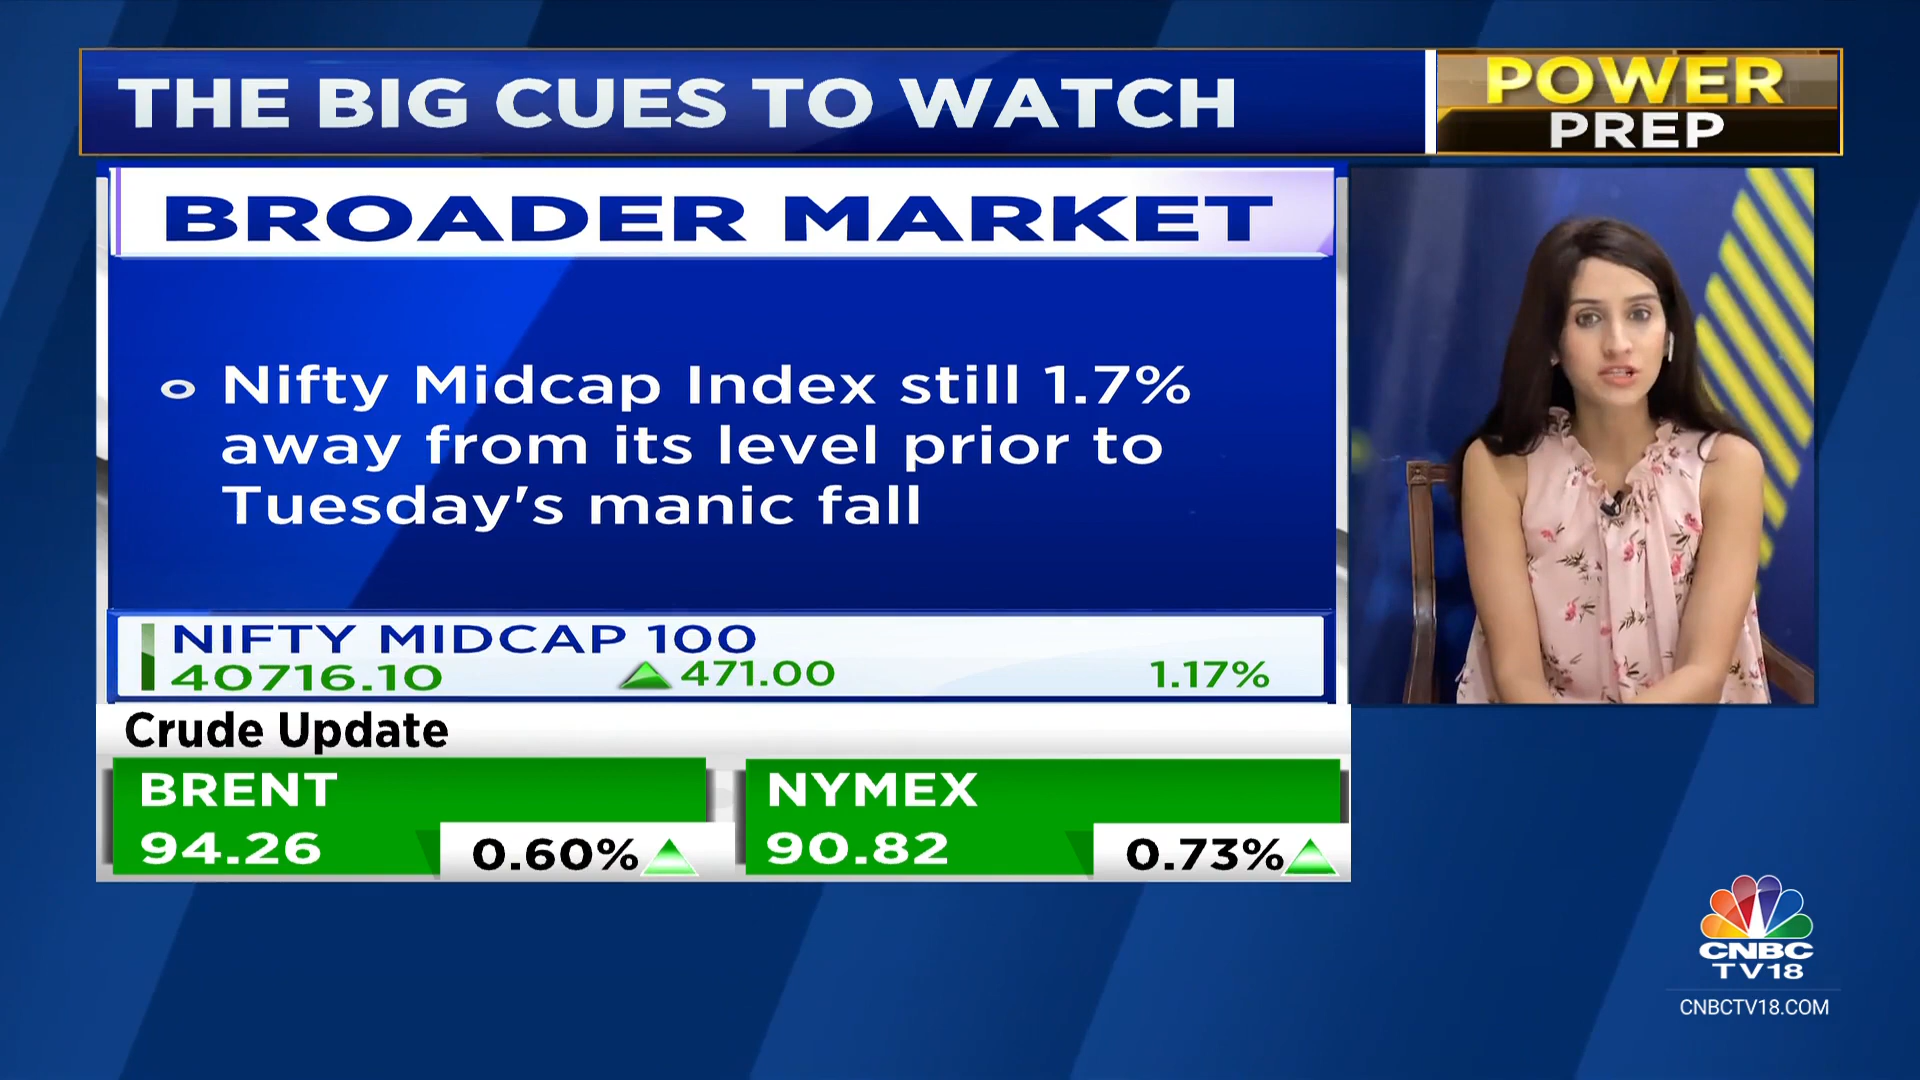 THE BIG CUES TO WATCH
POWER
PREP
BROADER MARKET
Nifty Midcap Index still 1.7%
away from its level prior to
Tuesday's manic fall
NIFTY MIDCAP 100
40716.10 471.00 1.17%
Crude Update
BRENT
94.26 0.60%
NYMEX
90.82 0.73%
CNBC
TV18
CNBCTV18.COM